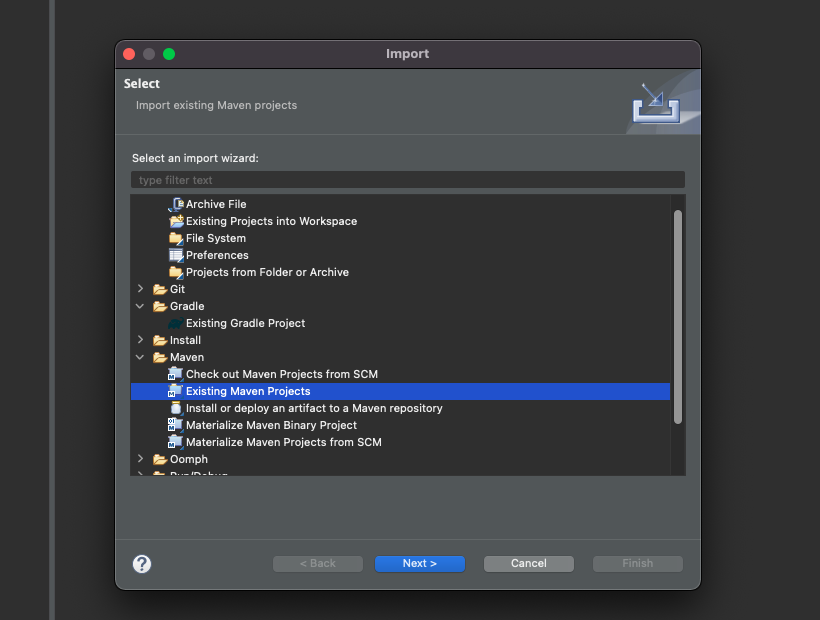 Import
Select
Import existing Maven projects
Select an import wizard:
type filter text
Archive File
Existing Projects into Workspace
File System
Preferences
Projects from Folder or Archive
Git
Gradle
Existing Gradle Project
Install
Maven
Check out Maven Projects from SCM
Existing Maven Projects
Install or deploy an artifact to a Maven repository
Materialize Maven Binary Project
Materialize Maven Projects from SCM
Oomph
Run/Debug
? < Back Next > Cancel Finish